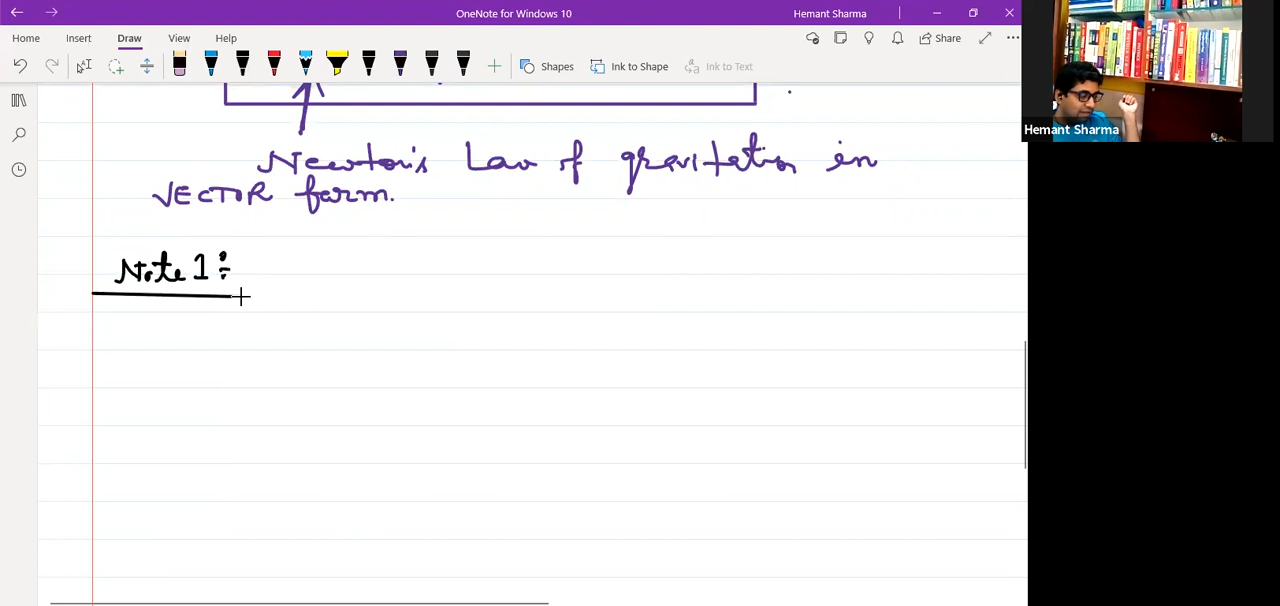 OneNote for Windows 10
Hemant Sharma
Home Insert Draw View Help
Share
Shapes Ink to Shape Ink to Text
Newton's Law of gravitation in
VECTOR form.
Note 1:
Hemant Sharma